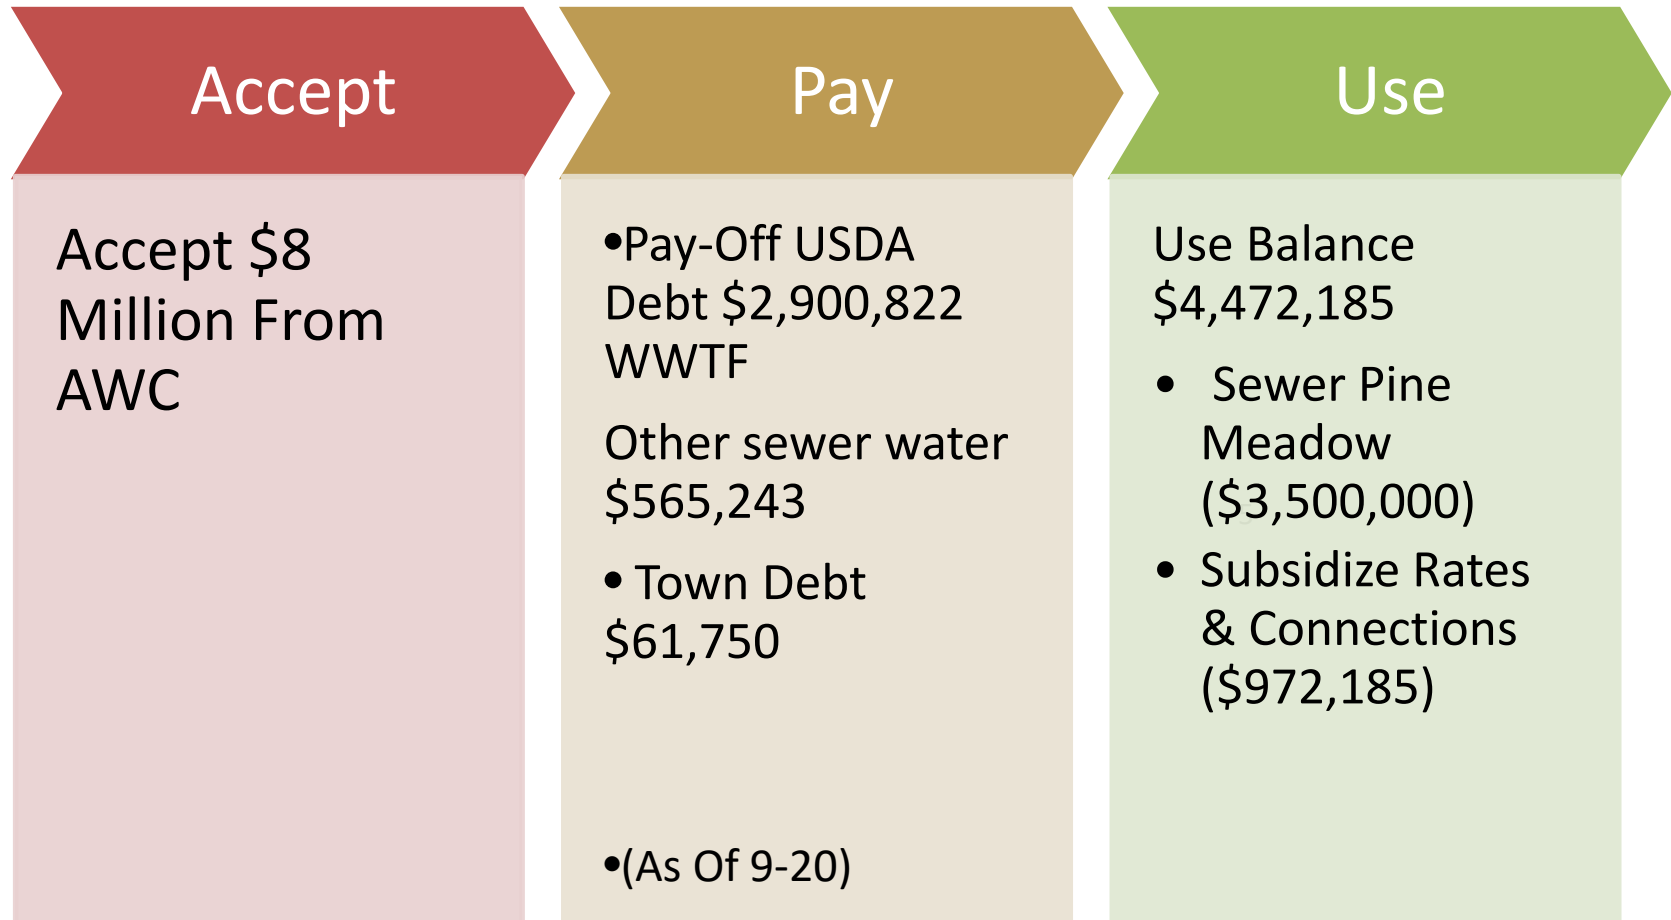 Accept
Accept $8
Million From
AWC
Pay
•Pay-Off USDA
Debt $2,900,822
WWTF
Other sewer water
$565,243
• Town Debt
$61,750
•(As Of 9-20)
Use
Use Balance
$4,472,185
• Sewer Pine
Meadow
($3,500,000)
• Subsidize Rates
& Connections
($972,185)